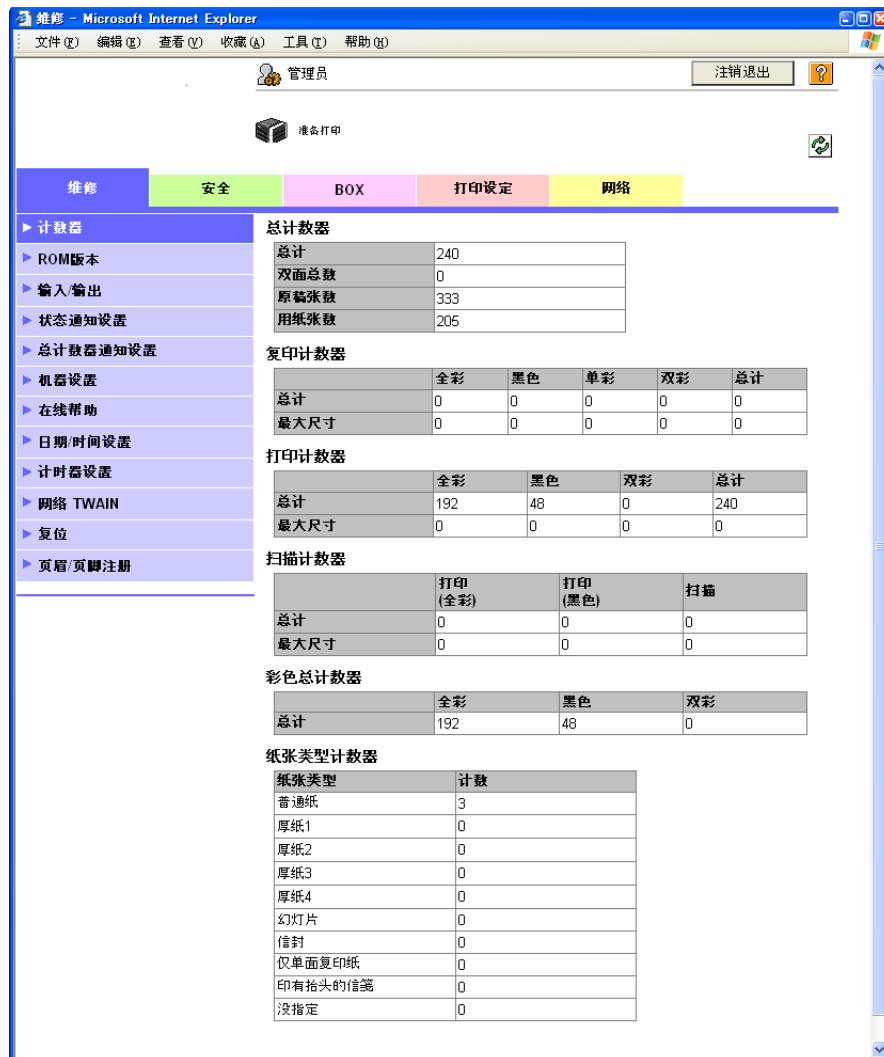 维修 - Microsoft Internet Explorer
文件(F) 编辑(E) 查看(V) 收藏(A) 工具(T) 帮助(H)
管理员 注销退出 ?
准备打印
维修 安全 BOX 打印设定 网络
计数器
ROM版本
输入/输出
状态通知设置
总计数器通知设置
机器设置
在线帮助
日期/时间设置
计时器设置
网络 TWAIN
复位
页眉/页脚注册
总计数器
总计 240
双面总数 0
原稿张数 333
用纸张数 205
复印计数器
全彩 黑色 单彩 双彩 总计
总计 0 0 0 0 0
最大尺寸 0 0 0 0 0
打印计数器
全彩 黑色 双彩 总计
总计 192 48 0 240
最大尺寸 0 0 0 0
扫描计数器
打印 打印 扫描
(全彩) (黑色)
总计 0 0 0
最大尺寸 0 0 0
彩色总计数器
全彩 黑色 双彩
总计 192 48 0
纸张类型计数器
纸张类型 计数
普通纸 3
厚纸1 0
厚纸2 0
厚纸3 0
厚纸4 0
幻灯片 0
信封 0
仅单面复印纸 0
印有抬头的信笺 0
没指定 0